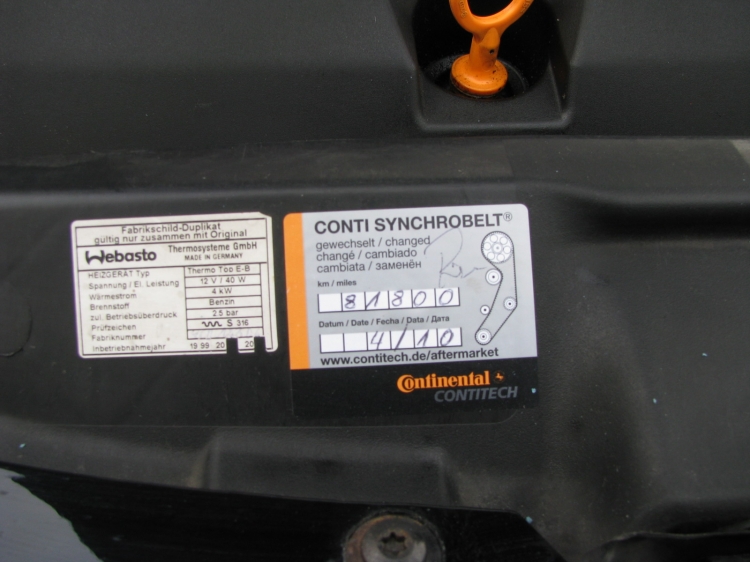 Fabrikschild-Duplikat
gültig nur zusammen mit Original
Webasto Thermosysteme GmbH
MADE IN GERMANY
HEIZGERÄT Typ Thermo Top E-B
Spannung / El. Leistung 12 V / 40 W
Wärmestrom 4 kW
Brennstoff Benzin
zul. Betriebsüberdruck 2.5 bar
Prüfzeichen S 316
Fabriknummer
Inbetriebnahmejahr 19 99 20 20
CONTI SYNCHROBELT®
gewechselt / changed
changé / cambiado
cambiata / заменён
km / miles
81800
Datum / Date / Fecha / Data / Дата
4/10
www.contitech.de/aftermarket
Continental
CONTITECH